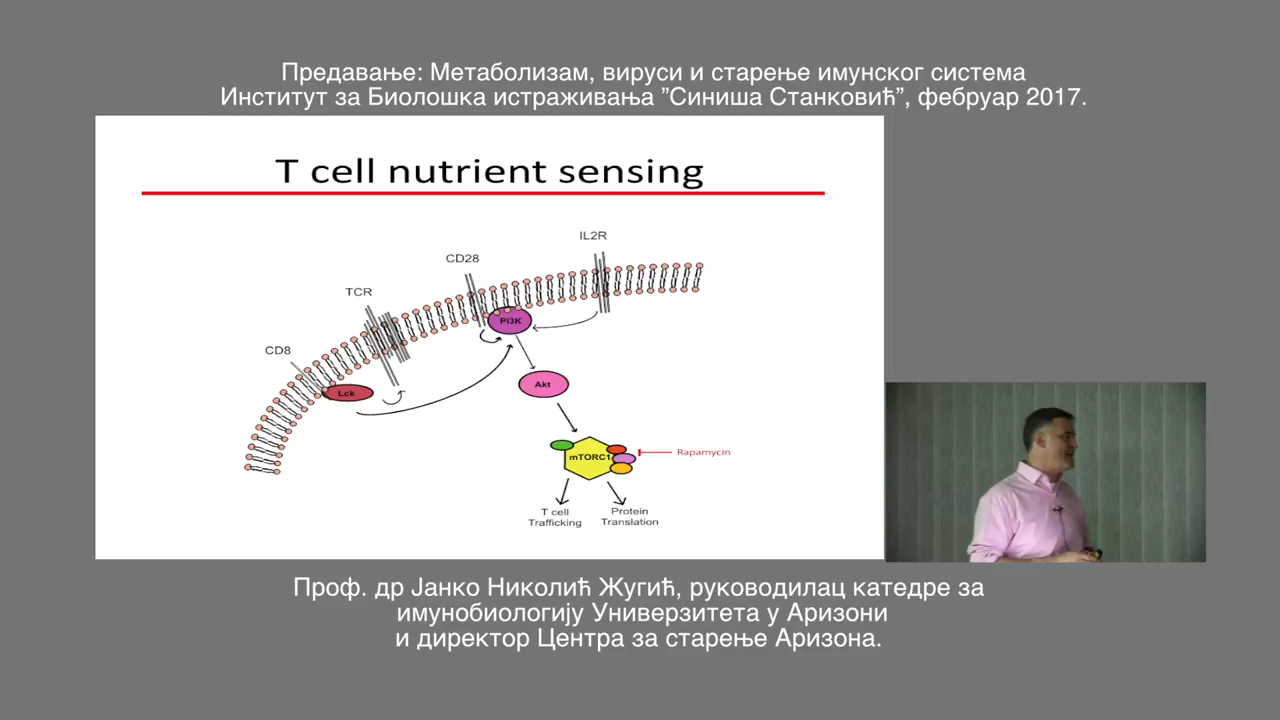 Предавање: Метаболизам, вируси и старење имунског система
Институт за Биолошка истраживања ”Синиша Станковић”, фебруар 2017.
T cell nutrient sensing
IL2R
CD28
TCR
PI3K
CD8
Lck
Akt
mTORC1
Rapamycin
T cell
Trafficking
Protein
Translation
Проф. др Јанко Николић Жугић, руководилац катедре за
имунобиологију Универзитета у Аризони
и директор Центра за старење Аризона.